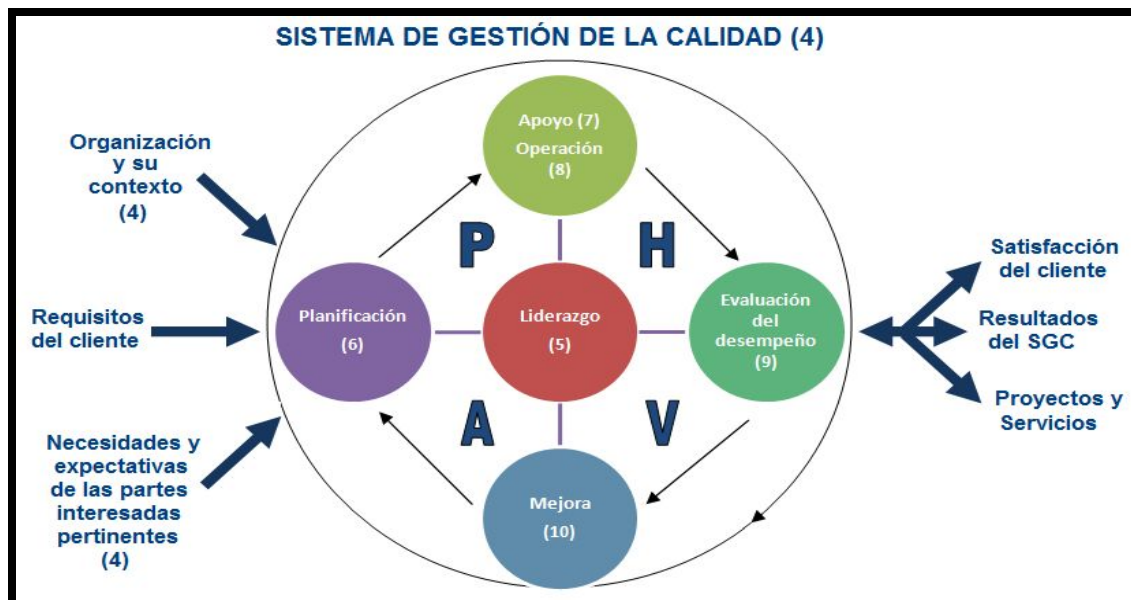 SISTEMA DE GESTIÓN DE LA CALIDAD (4)
Organización
y su
contexto
(4)
Requisitos
del cliente
Necesidades y
expectativas
de las partes
interesadas
pertinentes
(4)
Apoyo (7)
Operación
(8)
P
H
Planificación
(6)
Liderazgo
(5)
Evaluación
del
desempeño
(9)
A
V
Mejora
(10)
Satisfacción
del cliente
Resultados
del SGC
Proyectos y
Servicios